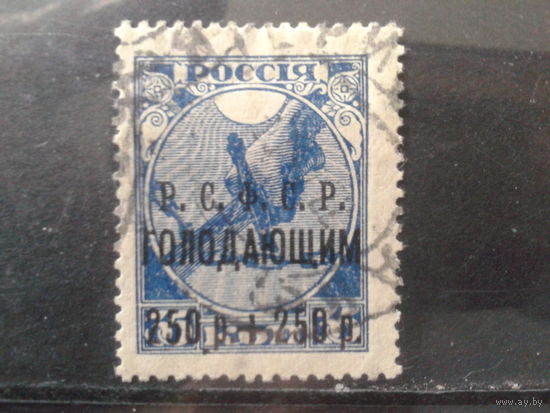 РОССІЯ
Р. С. Ф. С. Р.
ГОЛОДАЮЩИМ
250 р. + 250 р.
www.ay.by